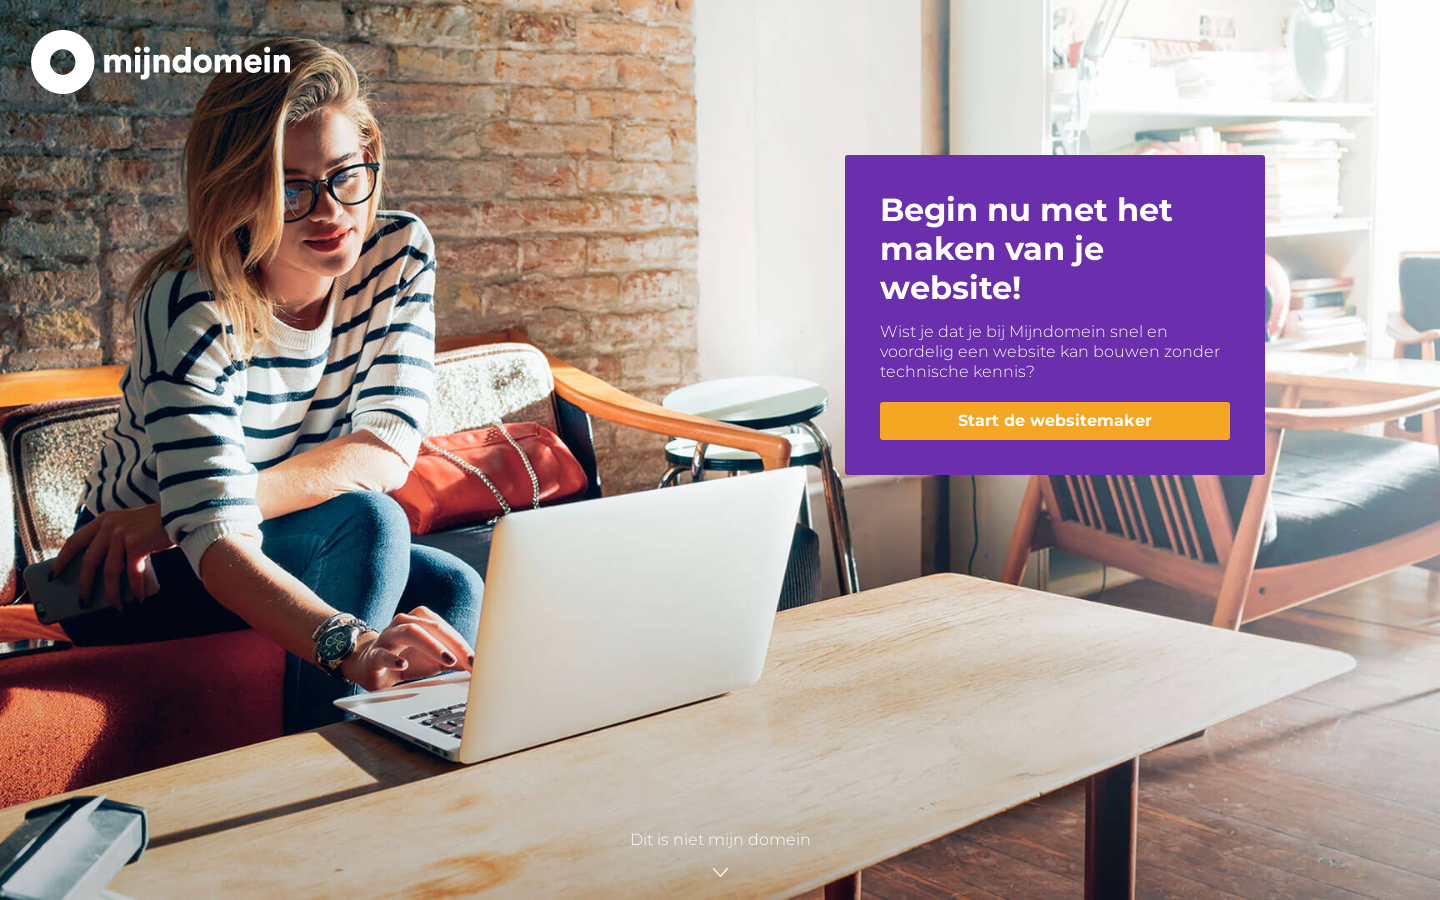 mijndomein
Begin nu met het
maken van je
website!
Wist je dat je bij Mijndomein snel en
voordelig een website kan bouwen zonder
technische kennis?
Start de websitemaker
Dit is niet mijn domein